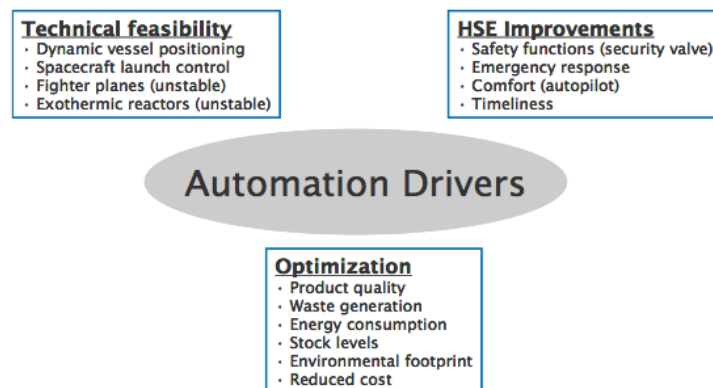 Technical feasibility
· Dynamic vessel positioning
· Spacecraft launch control
· Fighter planes (unstable)
· Exothermic reactors (unstable)
HSE Improvements
· Safety functions (security valve)
· Emergency response
· Comfort (autopilot)
· Timeliness
Automation Drivers
Optimization
· Product quality
· Waste generation
· Energy consumption
· Stock levels
· Environmental footprint
· Reduced cost